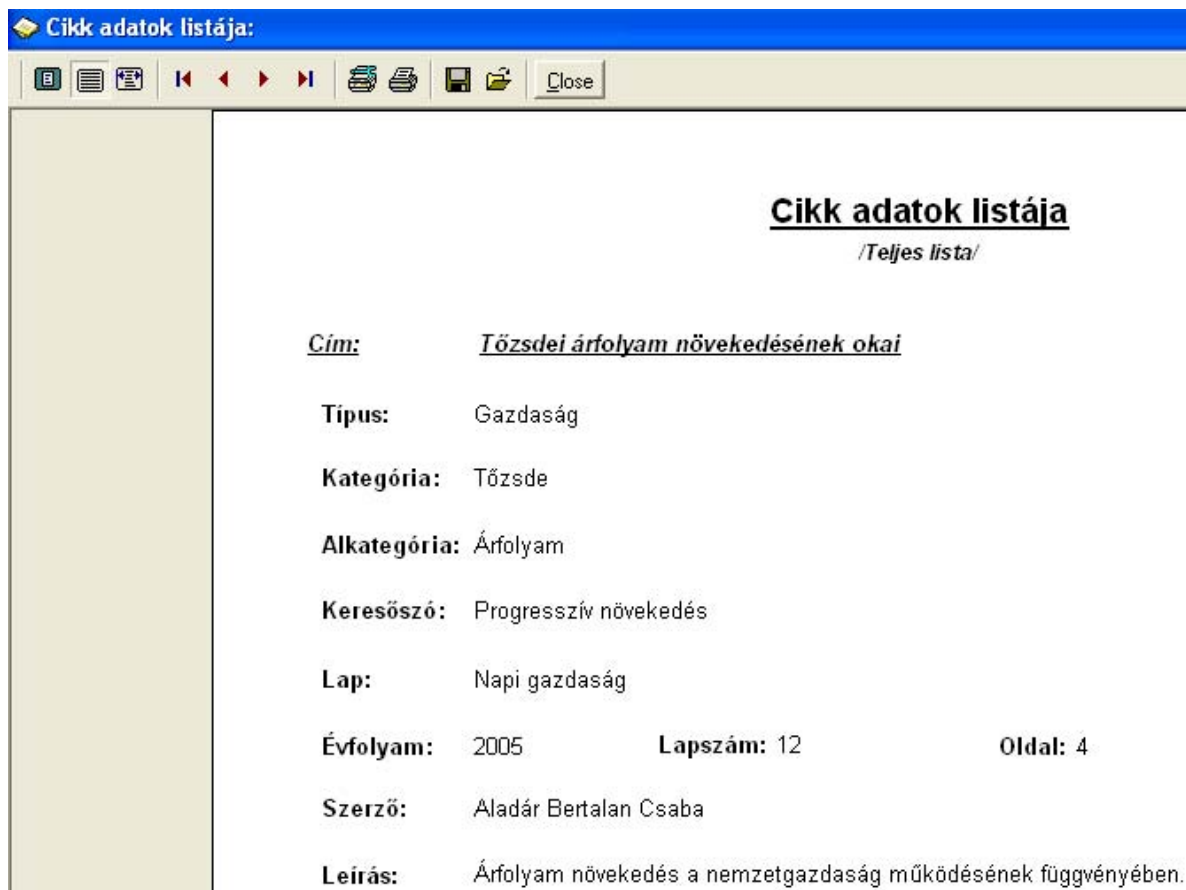 Cikk adatok listája:
Close
Cikk adatok listája
/Teljes lista/
Cím: Tőzsdei árfolyam növekedésének okai
Típus: Gazdaság
Kategória: Tőzsde
Alkategória: Árfolyam
Keresőszó: Progresszív növekedés
Lap: Napi gazdaság
Évfolyam: 2005 Lapszám: 12 Oldal: 4
Szerző: Aladár Bertalan Csaba
Leírás: Árfolyam növekedés a nemzetgazdaság működésének függvényében.